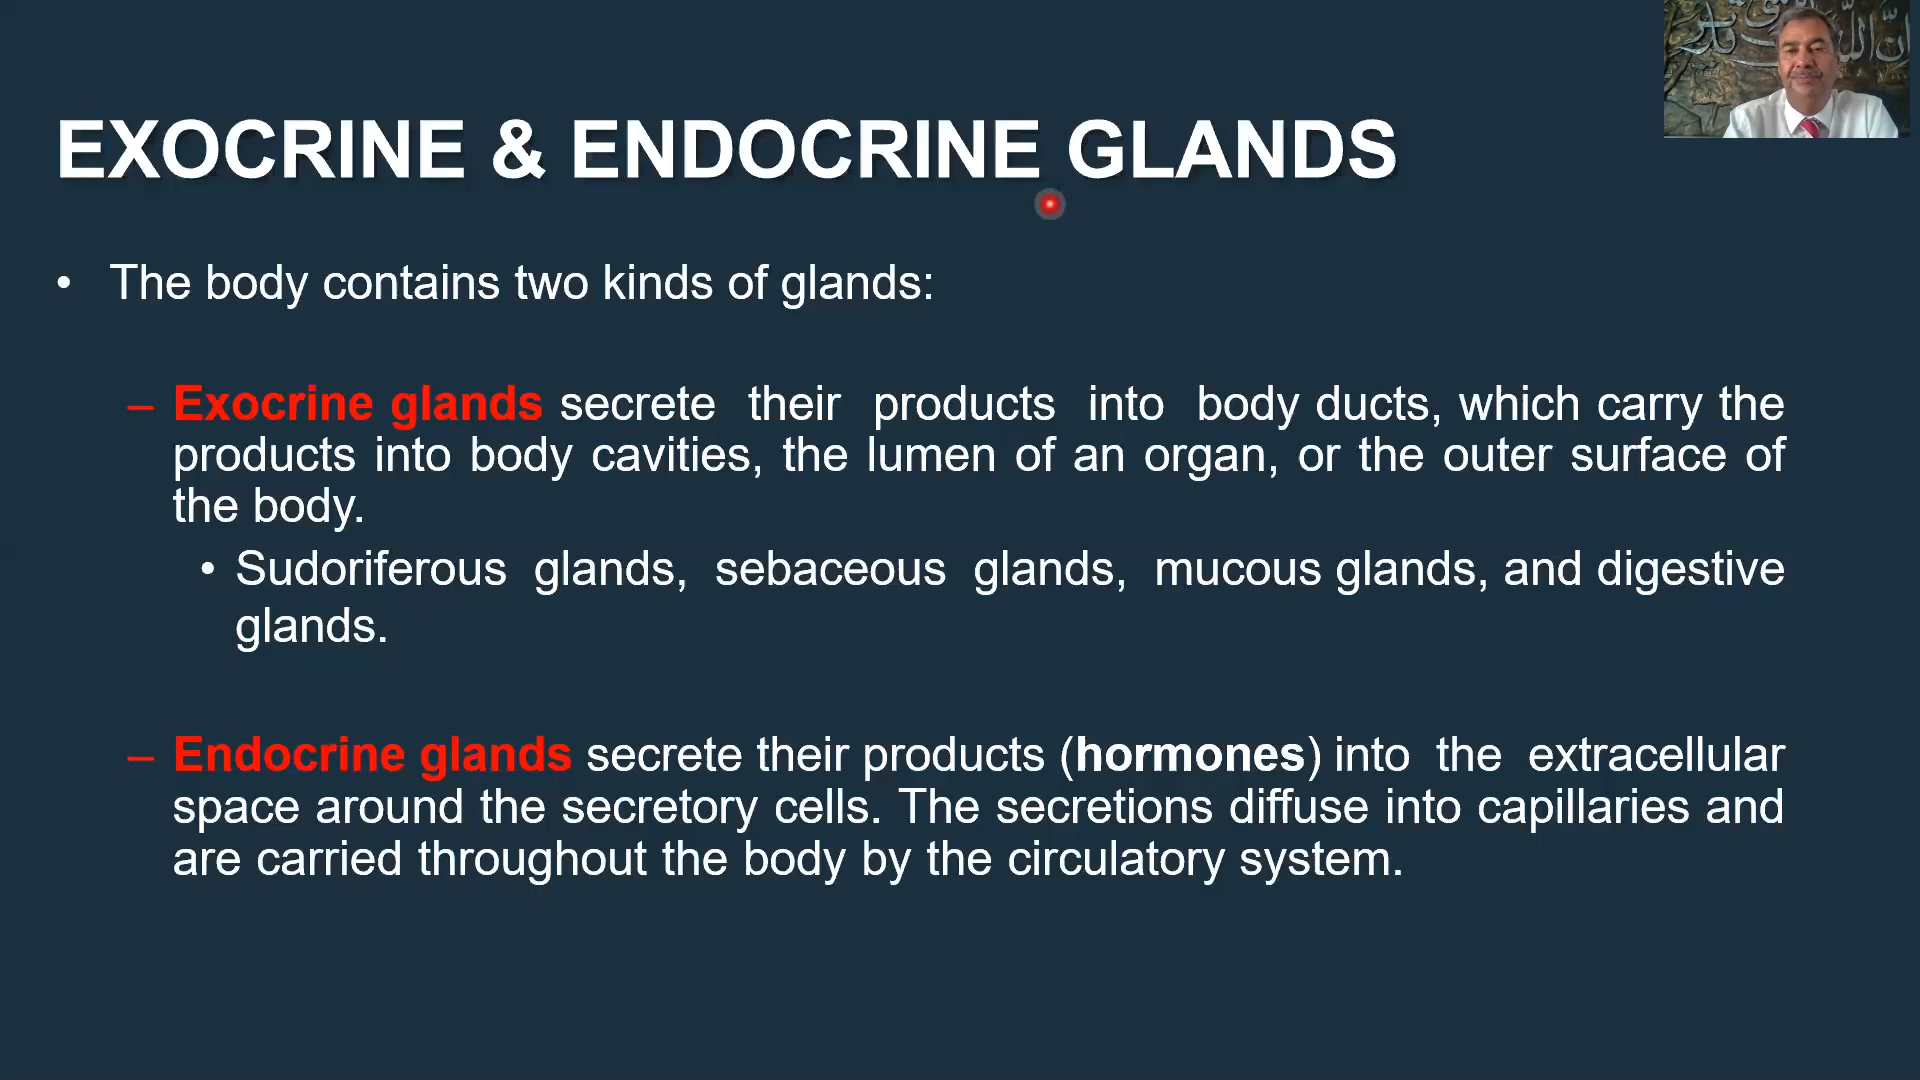 EXOCRINE & ENDOCRINE GLANDS
• The body contains two kinds of glands:
– Exocrine glands secrete their products into body ducts, which carry the
products into body cavities, the lumen of an organ, or the outer surface of
the body.
• Sudoriferous glands, sebaceous glands, mucous glands, and digestive
glands.
– Endocrine glands secrete their products (hormones) into the extracellular
space around the secretory cells. The secretions diffuse into capillaries and
are carried throughout the body by the circulatory system.